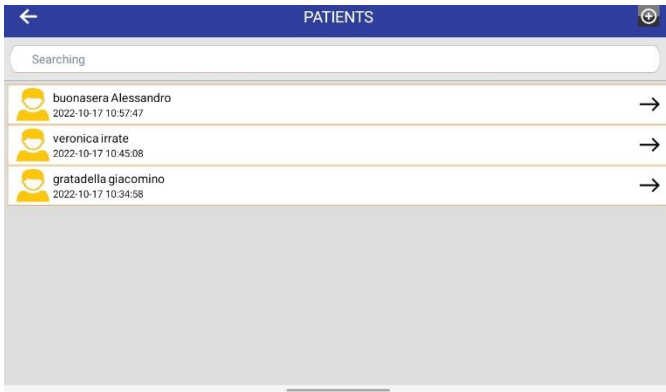 PATIENTS
Searching
buonasera Alessandro
2022-10-17 10:57:47
veronica irrate
2022-10-17 10:45:08
gratadella giacomino
2022-10-17 10:34:58